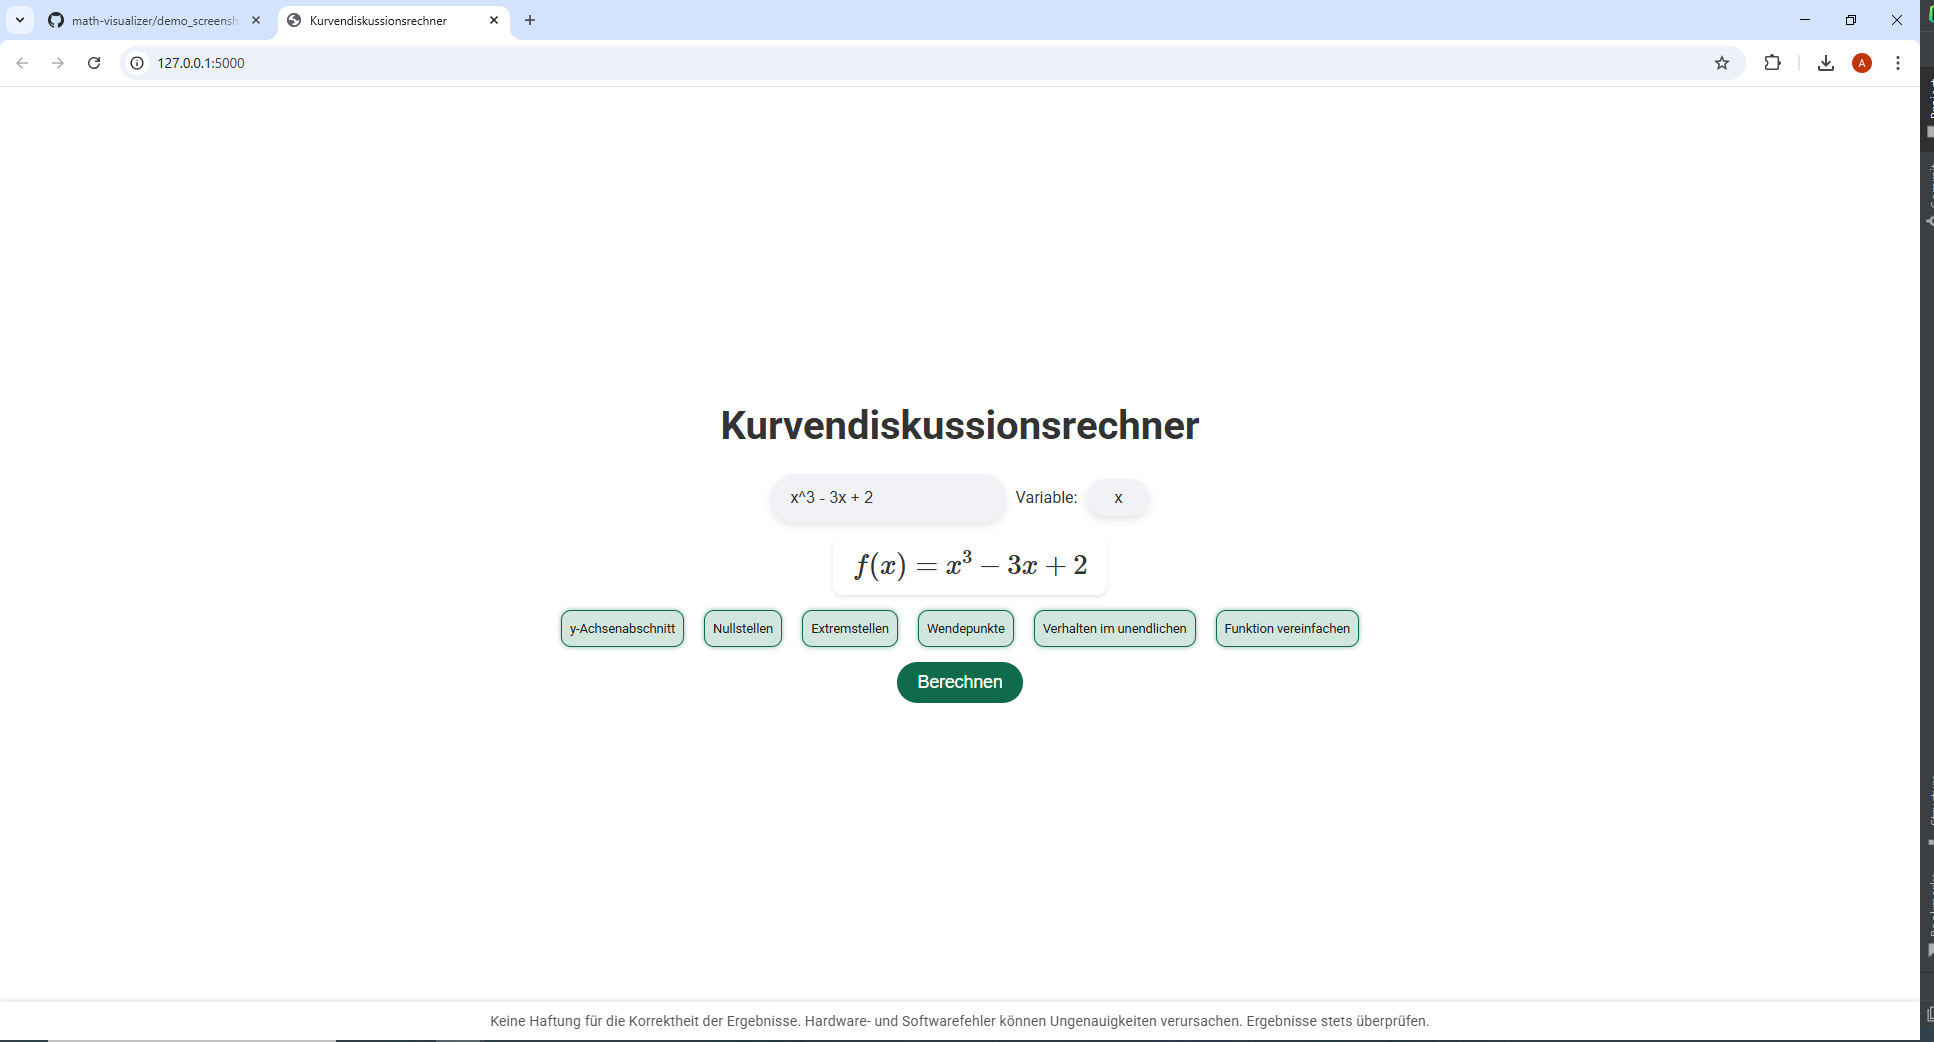 math-visualizer/demo_screensh
Kurvendiskussionsrechner
127.0.0.1:5000
A
Kurvendiskussionsrechner
x^3 - 3x + 2 Variable: x
f(x) = x³ − 3x + 2
y-Achsenabschnitt Nullstellen Extremstellen Wendepunkte Verhalten im unendlichen Funktion vereinfachen
Berechnen
Keine Haftung für die Korrektheit der Ergebnisse. Hardware- und Softwarefehler können Ungenauigkeiten verursachen. Ergebnisse stets überprüfen.